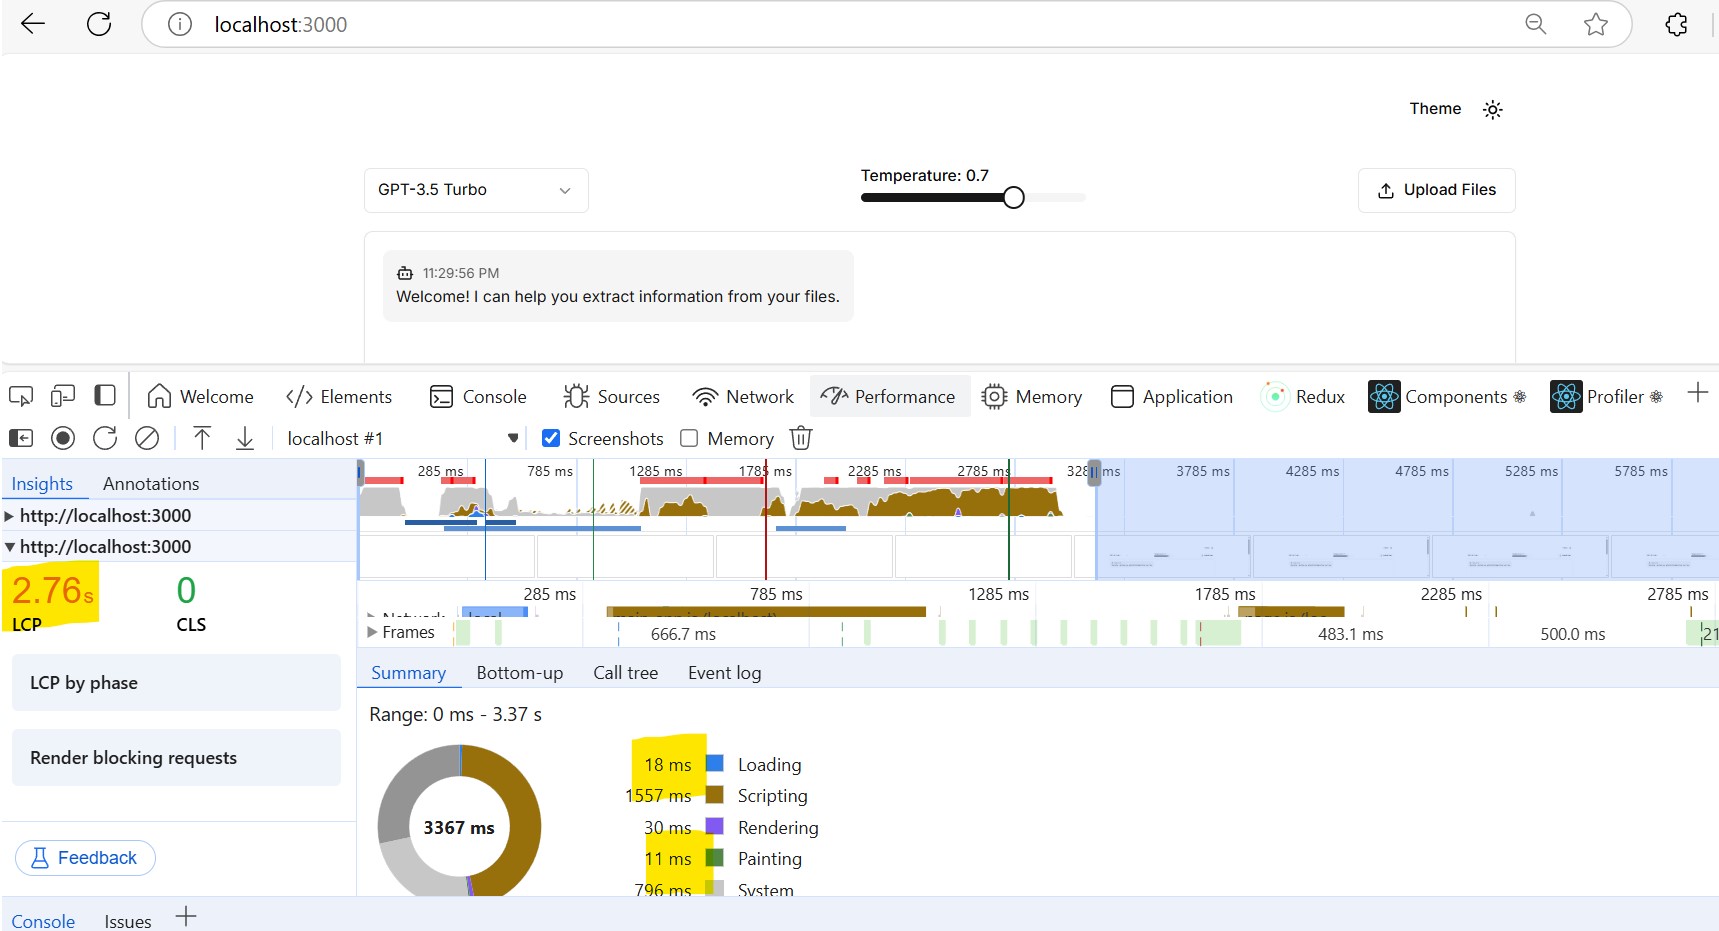 localhost:3000
Theme
GPT-3.5 Turbo
Temperature: 0.7
Upload Files
11:29:56 PM
Welcome! I can help you extract information from your files.
Welcome Elements Console Sources Network Performance Memory Application Redux Components Profiler
localhost #1 Screenshots Memory
Insights Annotations
285 ms 785 ms 1285 ms 1785 ms 2285 ms 2785 ms 3285 ms 3785 ms 4285 ms 4785 ms 5285 ms 5785 ms
http://localhost:3000
http://localhost:3000
2.76 s 0
LCP CLS
285 ms 785 ms 1285 ms 1785 ms 2285 ms 2785 ms
Network
Frames 666.7 ms 483.1 ms 500.0 ms
LCP by phase
Render blocking requests
Feedback
Summary Bottom-up Call tree Event log
Range: 0 ms - 3.37 s
3367 ms
18 ms Loading
1557 ms Scripting
30 ms Rendering
11 ms Painting
796 ms System
Console Issues